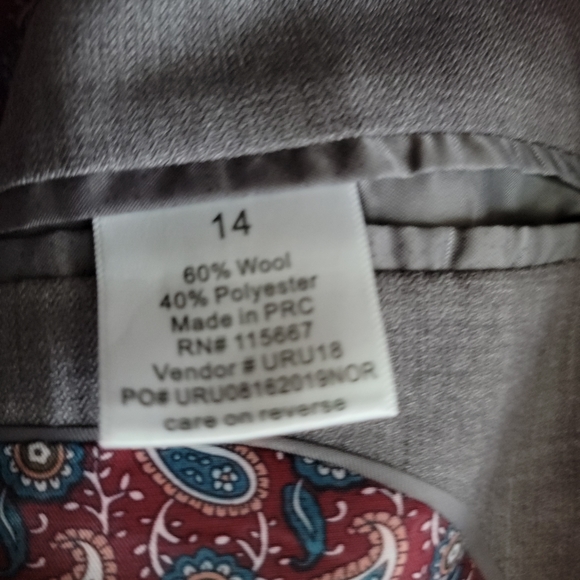 14
60% Wool
40% Polyester
Made in PRC
RN# 115667
Vendor # URU18
PO# URU08162019NOR
care on reverse